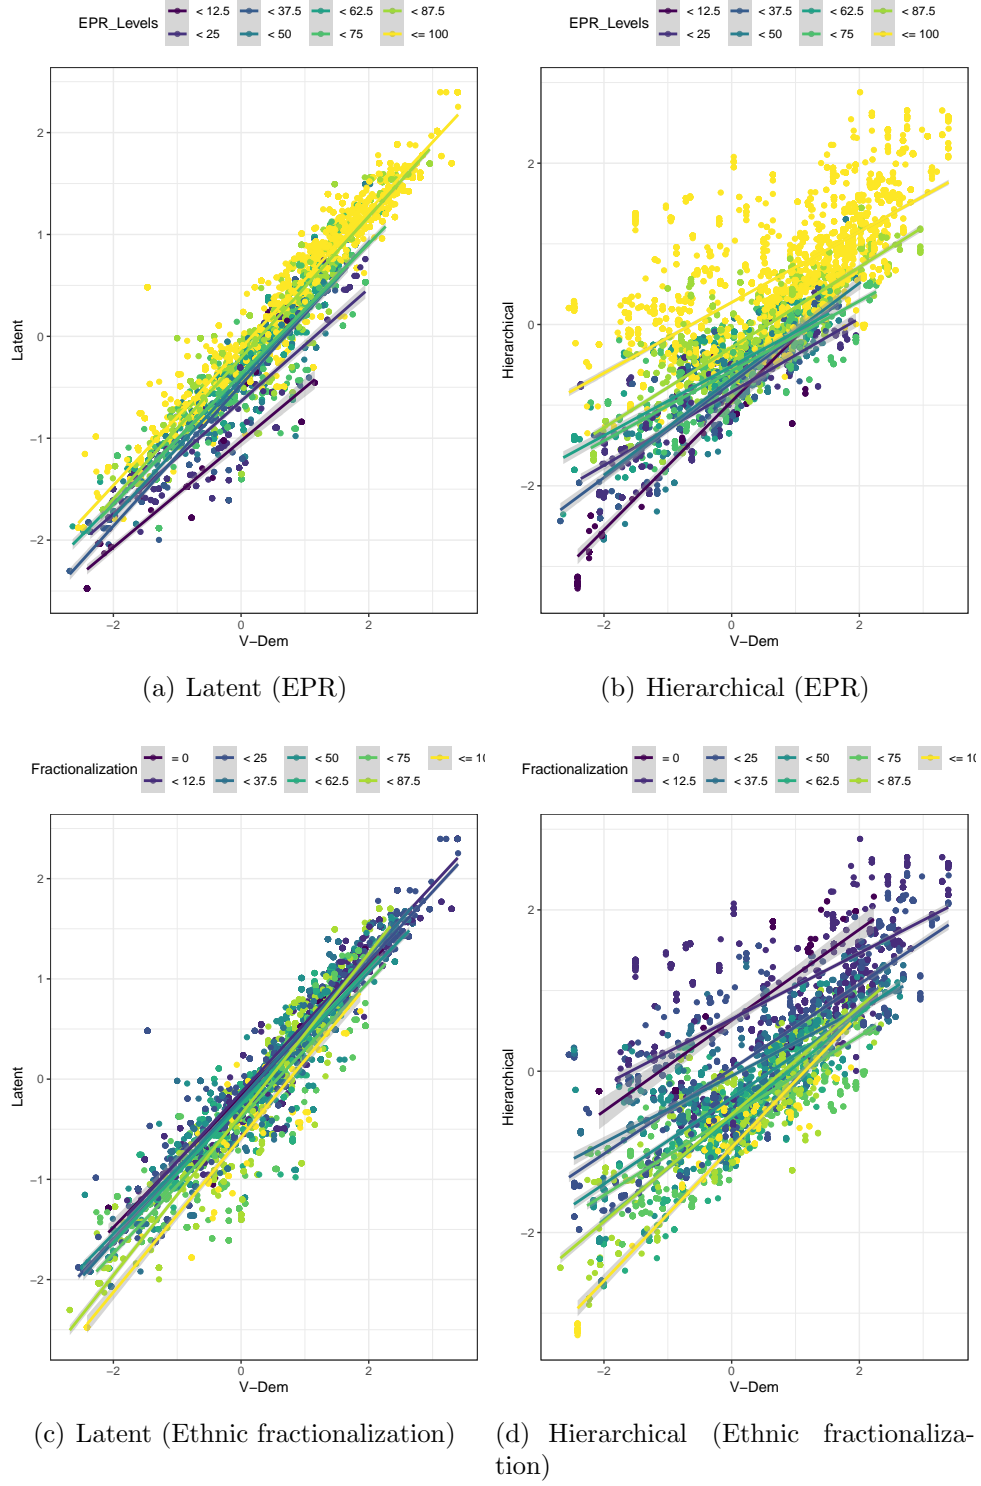 EPR_Levels < 12.5 < 37.5 < 62.5 < 87.5
< 25 < 50 < 75 <= 100
EPR_Levels < 12.5 < 37.5 < 62.5 < 87.5
< 25 < 50 < 75 <= 100
Latent
2
1
0
−1
−2
−2 0 2
V−Dem
Hierarchical
2
0
−2
−2 0 2
V−Dem
(a) Latent (EPR)
(b) Hierarchical (EPR)
Fractionalization = 0 < 25 < 50 < 75 <= 10
< 12.5 < 37.5 < 62.5 < 87.5
Fractionalization = 0 < 25 < 50 < 75 <= 10
< 12.5 < 37.5 < 62.5 < 87.5
Latent
2
1
0
−1
−2
−2 0 2
V−Dem
Hierarchical
2
0
−2
−2 0 2
V−Dem
(c) Latent (Ethnic fractionalization)
(d) Hierarchical (Ethnic fractionaliza-
tion)